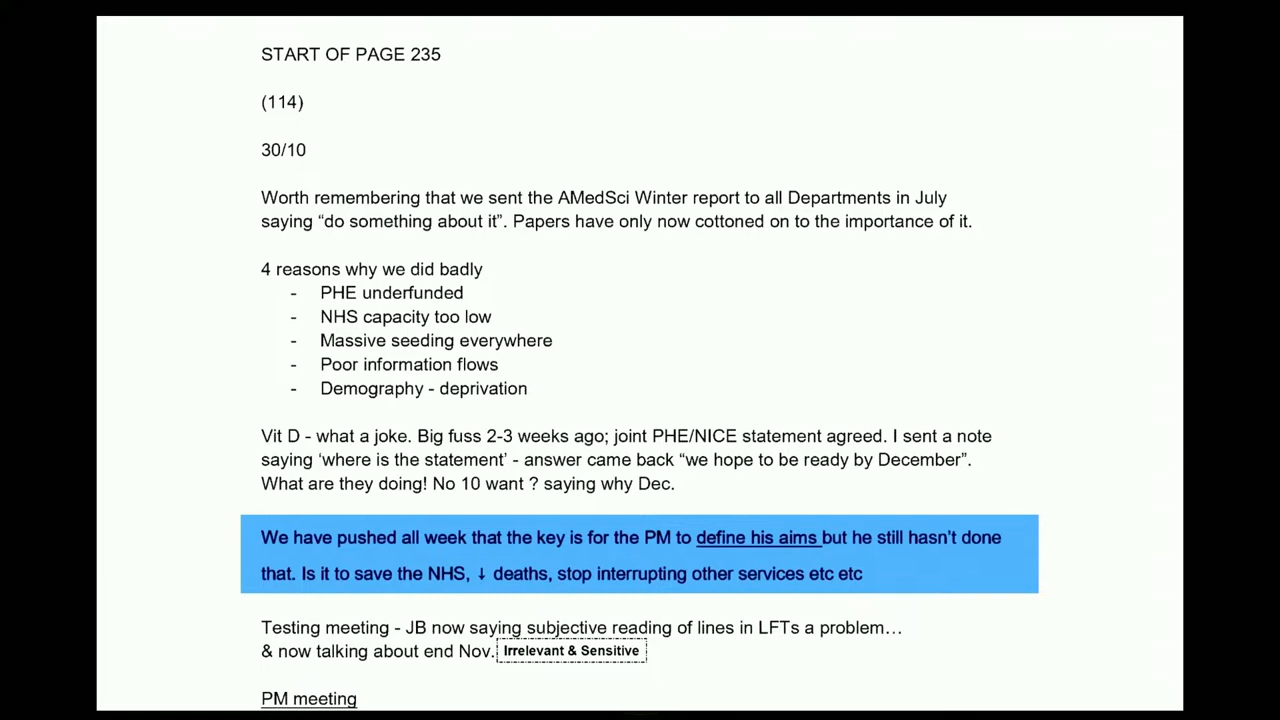 START OF PAGE 235
(114)
30/10
Worth remembering that we sent the AMedSci Winter report to all Departments in July
saying “do something about it”. Papers have only now cottoned on to the importance of it.
4 reasons why we did badly
- PHE underfunded
- NHS capacity too low
- Massive seeding everywhere
- Poor information flows
- Demography - deprivation
Vit D - what a joke. Big fuss 2-3 weeks ago; joint PHE/NICE statement agreed. I sent a note
saying ‘where is the statement’ - answer came back “we hope to be ready by December”.
What are they doing! No 10 want ? saying why Dec.
We have pushed all week that the key is for the PM to define his aims but he still hasn’t done
that. Is it to save the NHS, ↓ deaths, stop interrupting other services etc etc
Testing meeting - JB now saying subjective reading of lines in LFTs a problem…
& now talking about end Nov. Irrelevant & Sensitive
PM meeting